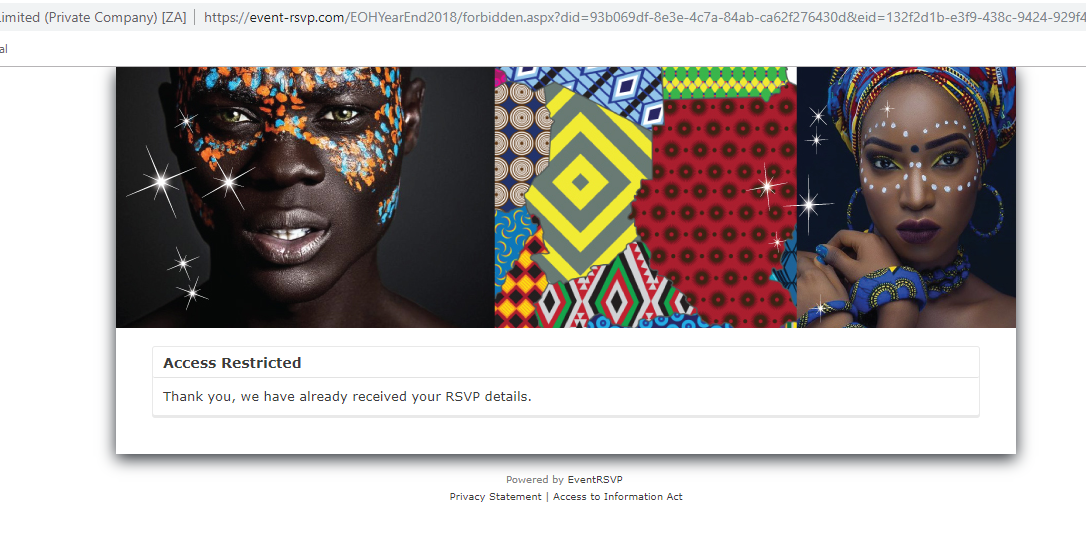 Limited (Private Company) [ZA] | https://event-rsvp.com/EOHYearEnd2018/forbidden.aspx?did=93b069df-8e3e-4c7a-84ab-ca62f276430d&eid=132f2d1b-e3f9-438c-9424-929f4
al
Access Restricted
Thank you, we have already received your RSVP details.
Powered by EventRSVP
Privacy Statement | Access to Information Act